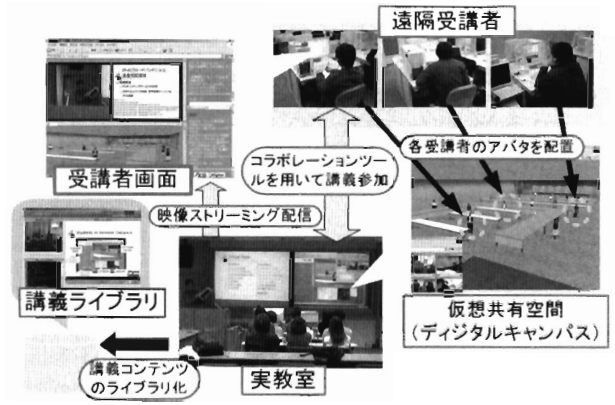 遠隔受講者
各受講者のアバタを配置
コラボレーションツー
ルを用いて講義参加
受講者画面
映像ストリーミング配信
講義ライブラリ
仮想共有空間
(ディジタルキャンパス)
講義コンテンツ
のライブラリ化
実教室